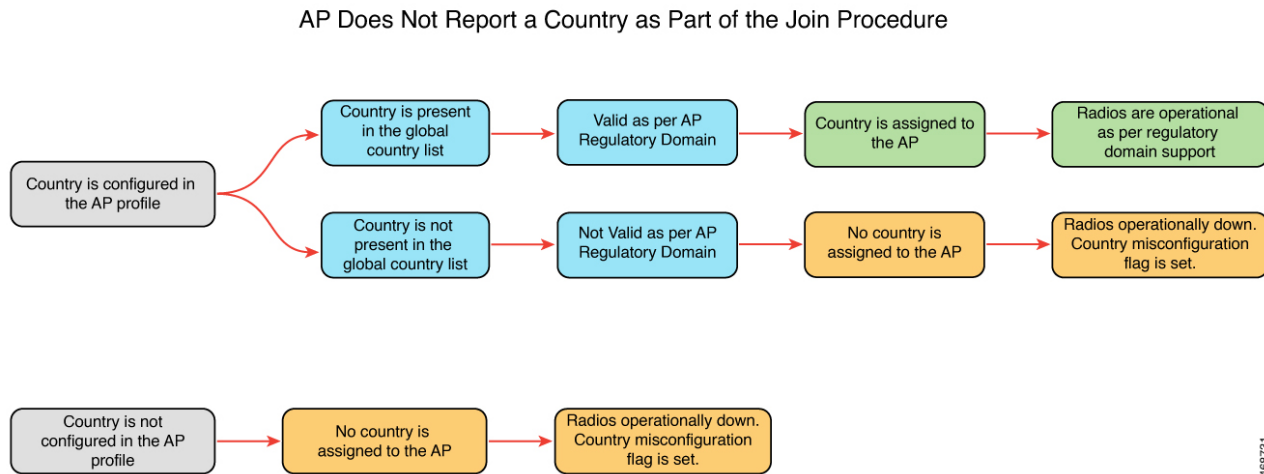 AP Does Not Report a Country as Part of the Join Procedure
Country is configured in
the AP profile
Country is present
in the global
country list
Valid as per AP
Regulatory Domain
Country is assigned to
the AP
Radios are operational
as per regulatory
domain support
Country is not
present in the
global country list
Not Valid as per AP
Regulatory Domain
No country is
assigned to the AP
Radios operationally down.
Country misconfiguration
flag is set.
Country is not
configured in the AP
profile
No country is
assigned to the AP
Radios operationally down.
Country misconfiguration
flag is set.